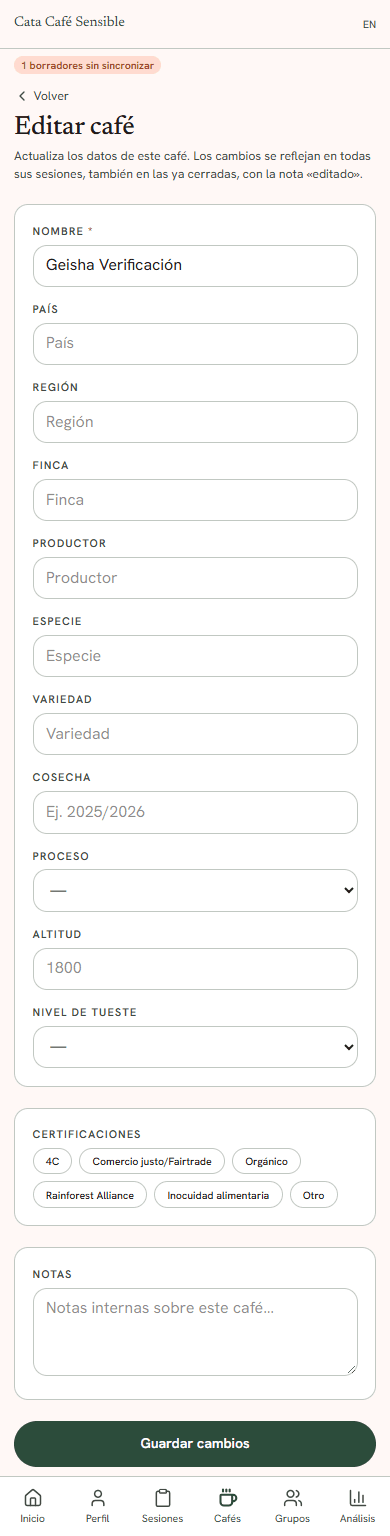 Cata Café Sensible
EN
1 borradores sin sincronizar
Volver
Editar café
Actualiza los datos de este café. Los cambios se reflejan en todas
sus sesiones, también en las ya cerradas, con la nota «editado».
NOMBRE *
Geisha Verificación
PAÍS
País
REGIÓN
Región
FINCA
Finca
PRODUCTOR
Productor
ESPECIE
Especie
VARIEDAD
Variedad
COSECHA
Ej. 2025/2026
PROCESO
—
ALTITUD
1800
NIVEL DE TUESTE
—
CERTIFICACIONES
4C Comercio justo/Fairtrade Orgánico
Rainforest Alliance Inocuidad alimentaria Otro
NOTAS
Notas internas sobre este café...
Guardar cambios
Inicio Perfil Sesiones Cafés Grupos Análisis